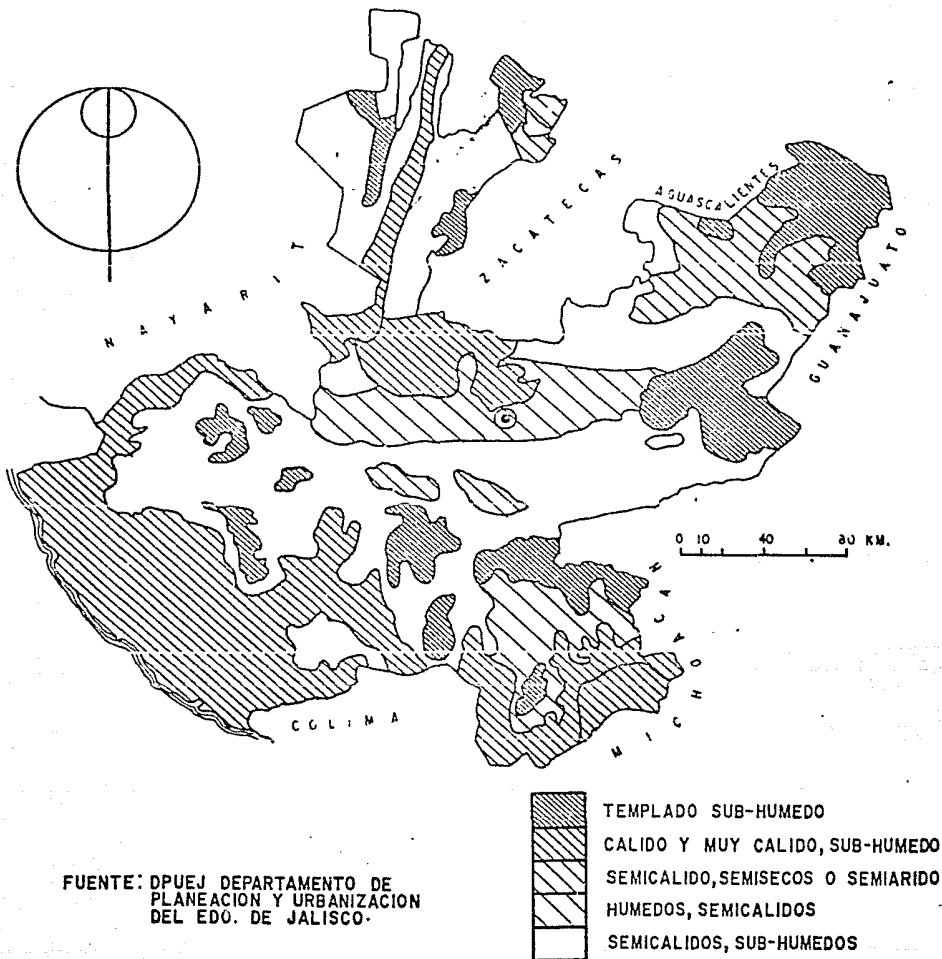 AGUASCALIENTES
ZACATECAS
NAYARIT
GUANAJUATO
0 10 40 80 KM.
MICHOACAN
COLIMA
TEMPLADO SUB-HUMEDO
CALIDO Y MUY CALIDO, SUB-HUMEDO
SEMICALIDO, SEMISECOS O SEMIARIDO
HUMEDOS, SEMICALIDOS
SEMICALIDOS, SUB-HUMEDOS
FUENTE: DPUEJ DEPARTAMENTO DE
PLANEACION Y URBANIZACION
DEL EDO. DE JALISCO.